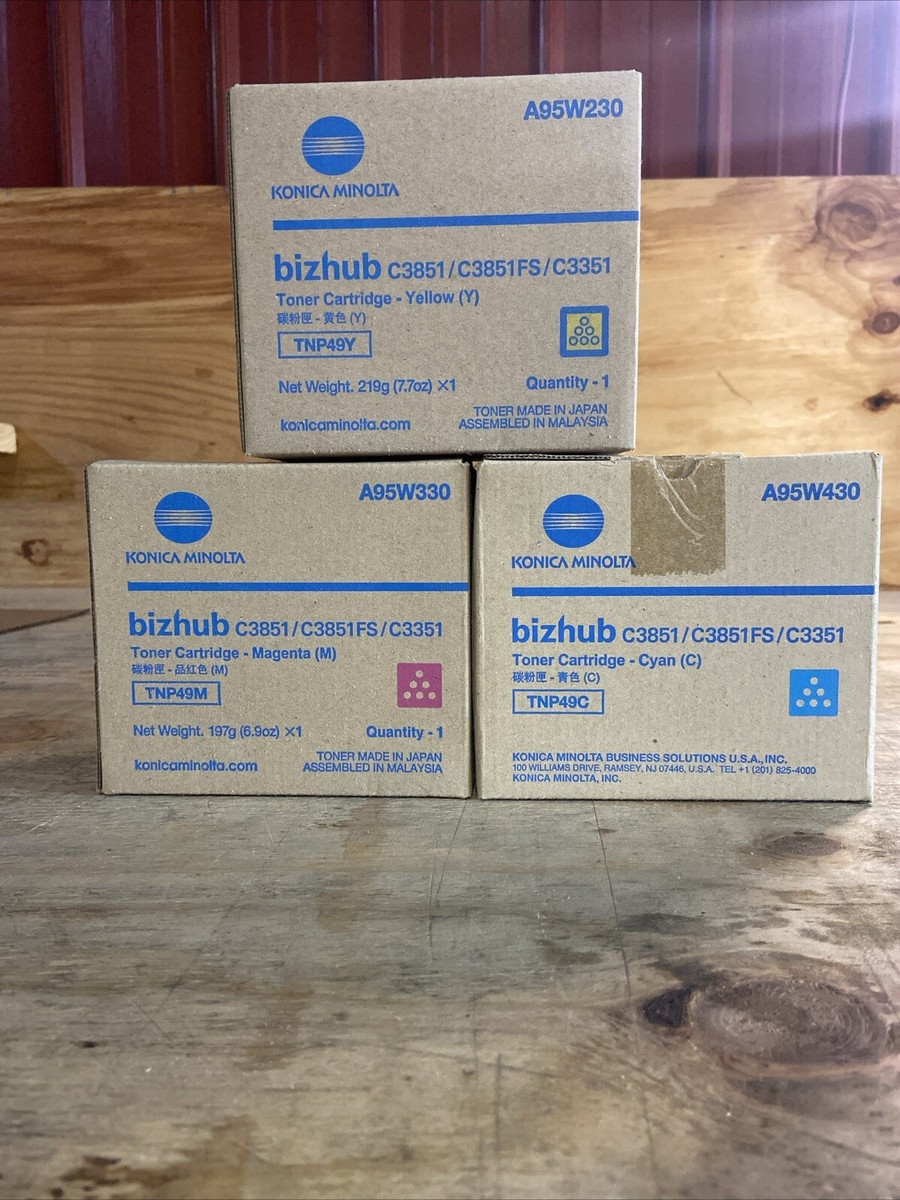 A95W230
KONICA MINOLTA
bizhub C3851/C3851FS/C3351
Toner Cartridge - Yellow (Y)
碳粉匣 - 黄色 (Y)
TNP49Y
Net Weight. 219g (7.7oz) ×1
Quantity - 1
konicaminolta.com
TONER MADE IN JAPAN
ASSEMBLED IN MALAYSIA
A95W330
KONICA MINOLTA
bizhub C3851/C3851FS/C3351
Toner Cartridge - Magenta (M)
碳粉匣 - 品红色 (M)
TNP49M
Net Weight. 197g (6.9oz) ×1
Quantity - 1
konicaminolta.com
TONER MADE IN JAPAN
ASSEMBLED IN MALAYSIA
A95W430
KONICA MINOLTA
bizhub C3851/C3851FS/C3351
Toner Cartridge - Cyan (C)
碳粉匣 - 青色 (C)
TNP49C
KONICA MINOLTA BUSINESS SOLUTIONS U.S.A., INC.
100 WILLIAMS DRIVE, RAMSEY, NJ 07446, U.S.A. TEL +1 (201) 825-4000
KONICA MINOLTA, INC.